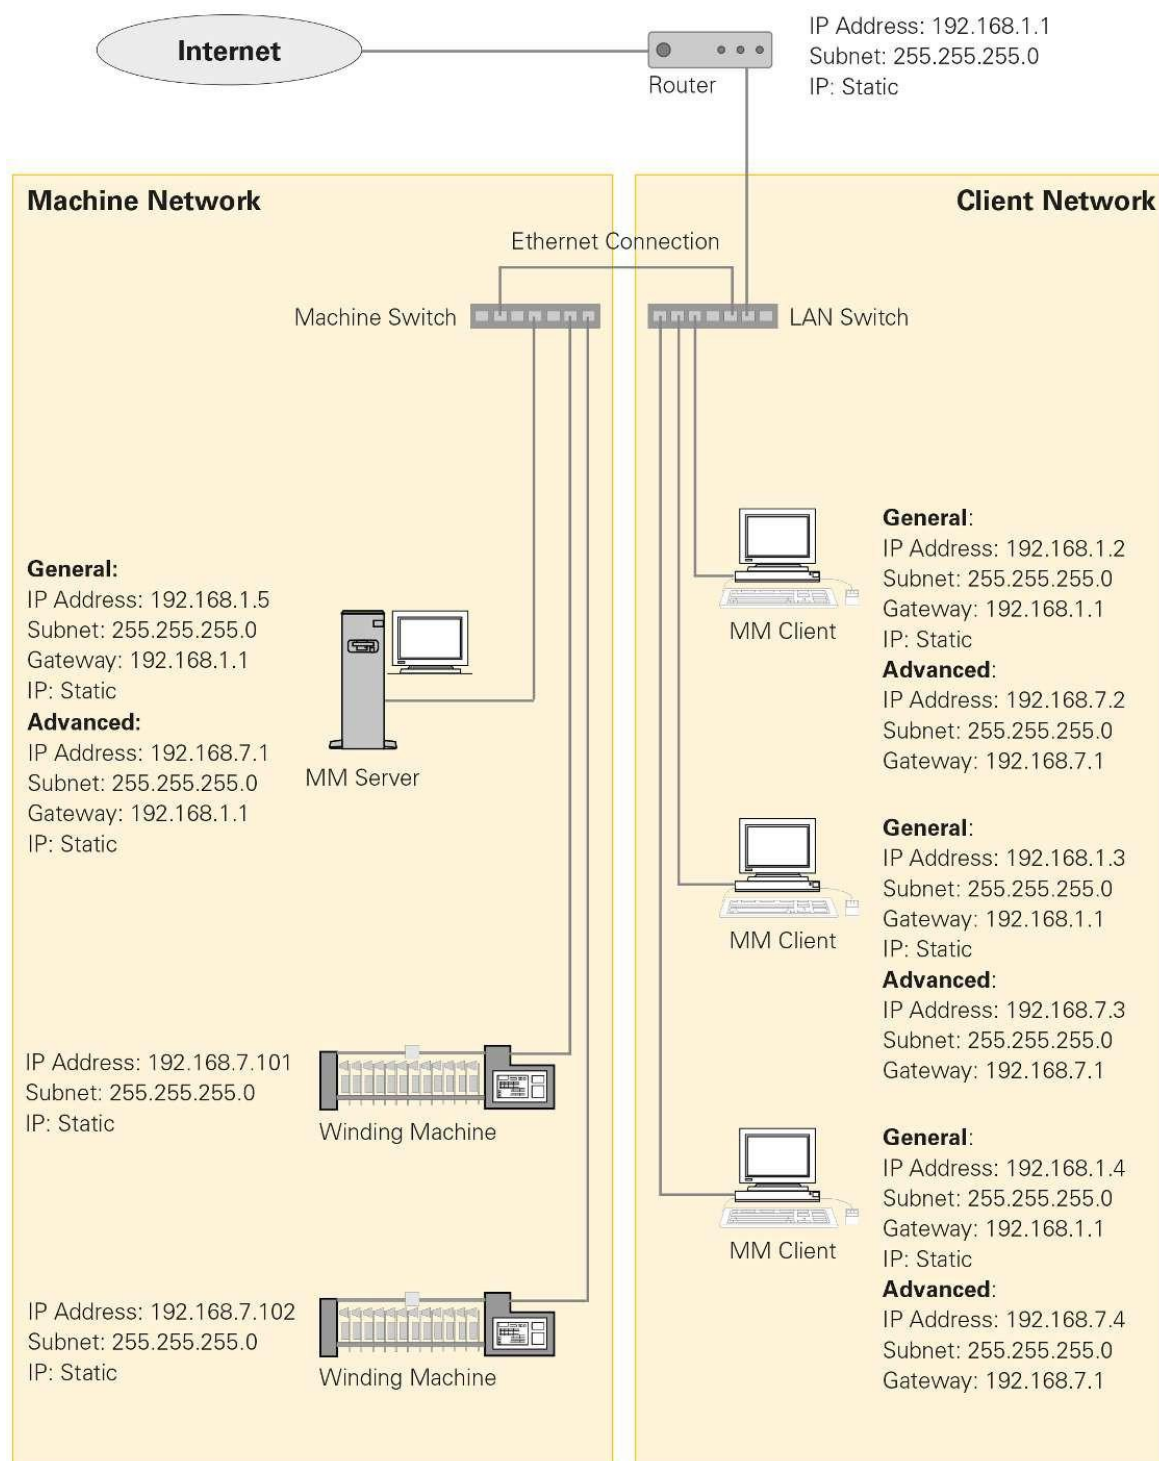 Internet
Router
IP Address: 192.168.1.1
Subnet: 255.255.255.0
IP: Static
Machine Network
Client Network
Ethernet Connection
Machine Switch
LAN Switch
General:
IP Address: 192.168.1.5
Subnet: 255.255.255.0
Gateway: 192.168.1.1
IP: Static
Advanced:
IP Address: 192.168.7.1
Subnet: 255.255.255.0
Gateway: 192.168.1.1
IP: Static
MM Server
IP Address: 192.168.7.101
Subnet: 255.255.255.0
IP: Static
Winding Machine
IP Address: 192.168.7.102
Subnet: 255.255.255.0
IP: Static
Winding Machine
MM Client
General:
IP Address: 192.168.1.2
Subnet: 255.255.255.0
Gateway: 192.168.1.1
IP: Static
Advanced:
IP Address: 192.168.7.2
Subnet: 255.255.255.0
Gateway: 192.168.7.1
MM Client
General:
IP Address: 192.168.1.3
Subnet: 255.255.255.0
Gateway: 192.168.1.1
IP: Static
Advanced:
IP Address: 192.168.7.3
Subnet: 255.255.255.0
Gateway: 192.168.7.1
MM Client
General:
IP Address: 192.168.1.4
Subnet: 255.255.255.0
Gateway: 192.168.1.1
IP: Static
Advanced:
IP Address: 192.168.7.4
Subnet: 255.255.255.0
Gateway: 192.168.7.1